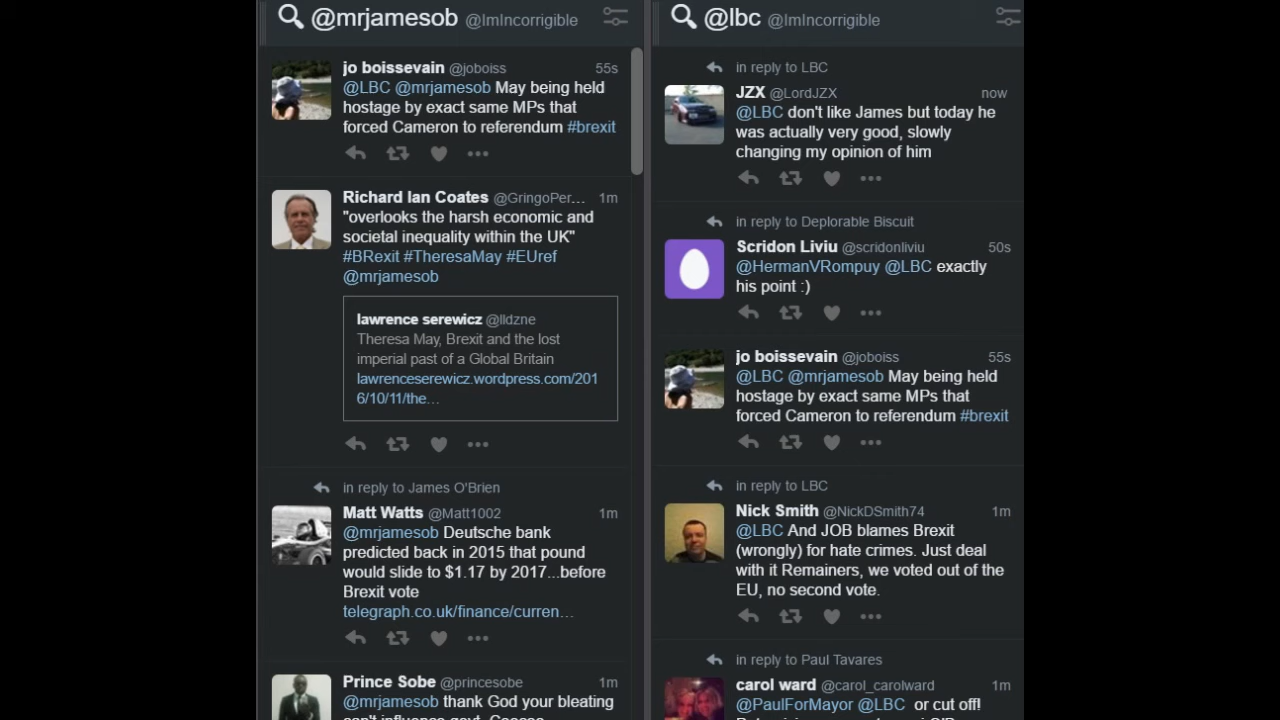 @mrjamesob @ImIncorrigible
jo boissevain @joboiss 55s
@LBC @mrjamesob May being held
hostage by exact same MPs that
forced Cameron to referendum #brexit
Richard Ian Coates @GringoPer... 1m
"overlooks the harsh economic and
societal inequality within the UK"
#BRexit #TheresaMay #EUref
@mrjamesob
lawrence serewicz @lldzne
Theresa May, Brexit and the lost
imperial past of a Global Britain
lawrenceserewicz.wordpress.com/201
6/10/11/the...
in reply to James O'Brien
Matt Watts @Matt1002 1m
@mrjamesob Deutsche bank
predicted back in 2015 that pound
would slide to $1.17 by 2017...before
Brexit vote
telegraph.co.uk/finance/curren...
Prince Sobe @princesobe 1m
@mrjamesob thank God your bleating
can't influence govt.
@lbc @ImIncorrigible
in reply to LBC
JZX @LordJZX now
@LBC don't like James but today he
was actually very good, slowly
changing my opinion of him
in reply to Deplorable Biscuit
Scridon Liviu @scridonliviu 50s
@HermanVRompuy @LBC exactly
his point :)
jo boissevain @joboiss 55s
@LBC @mrjamesob May being held
hostage by exact same MPs that
forced Cameron to referendum #brexit
in reply to LBC
Nick Smith @NickDSmith74 1m
@LBC And JOB blames Brexit
(wrongly) for hate crimes. Just deal
with it Remainers, we voted out of the
EU, no second vote.
in reply to Paul Tavares
carol ward @carol_carolward 1m
@PaulForMayor @LBC or cut off!